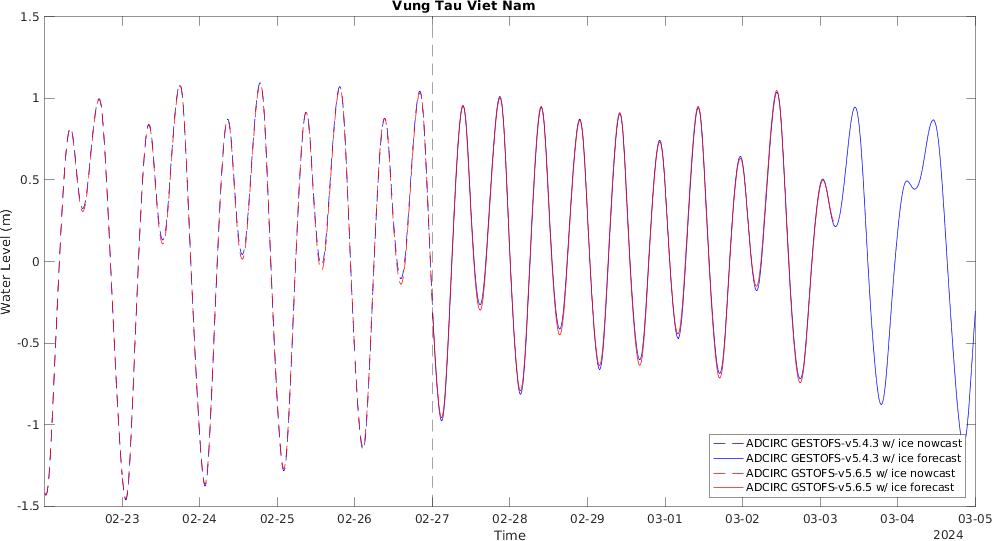 Vung Tau Viet Nam
1.5
1
0.5
0
-0.5
-1
-1.5
Water Level (m)
ADCIRC GESTOFS-v5.4.3 w/ ice nowcast
ADCIRC GESTOFS-v5.4.3 w/ ice forecast
ADCIRC GSTOFS-v5.6.5 w/ ice nowcast
ADCIRC GSTOFS-v5.6.5 w/ ice forecast
02-23 02-24 02-25 02-26 02-27 02-28 02-29 03-01 03-02 03-03 03-04 03-05
Time
2024